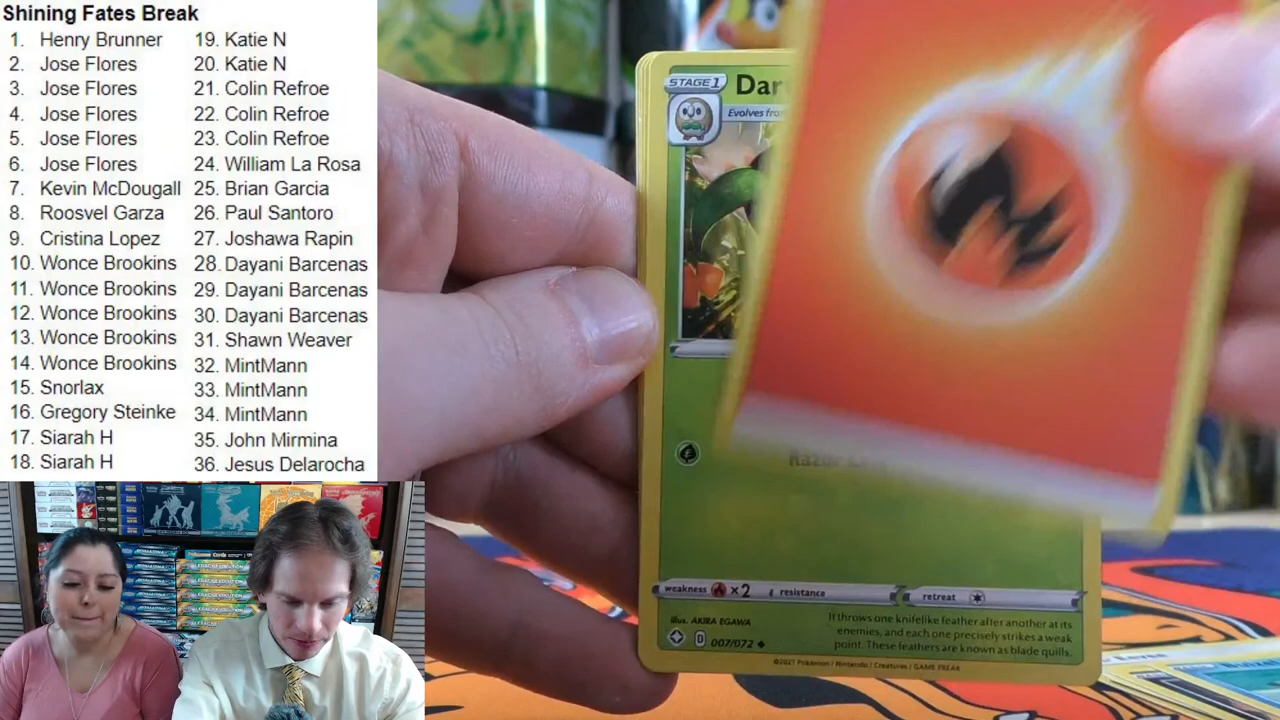 Shining Fates Break
1. Henry Brunner
2. Jose Flores
3. Jose Flores
4. Jose Flores
5. Jose Flores
6. Jose Flores
7. Kevin McDougall
8. Roosvel Garza
9. Cristina Lopez
10. Wonce Brookins
11. Wonce Brookins
12. Wonce Brookins
13. Wonce Brookins
14. Wonce Brookins
15. Snorlax
16. Gregory Steinke
17. Siarah H
18. Siarah H
19. Katie N
20. Katie N
21. Colin Refroe
22. Colin Refroe
23. Colin Refroe
24. William La Rosa
25. Brian Garcia
26. Paul Santoro
27. Joshawa Rapin
28. Dayani Barcenas
29. Dayani Barcenas
30. Dayani Barcenas
31. Shawn Weaver
32. MintMann
33. MintMann
34. MintMann
35. John Mirmina
36. Jesus Delarocha
STAGE 1
Dar
Evolves from
Razor
weakness ×2 resistance retreat
illus. AKIRA EGAWA
D 007/072
It throws one knifelike feather after another at its
enemies, and each one precisely strikes a weak
point. These feathers are known as blade quills.
©2021 Pokémon / Nintendo / Creatures / GAME FREAK